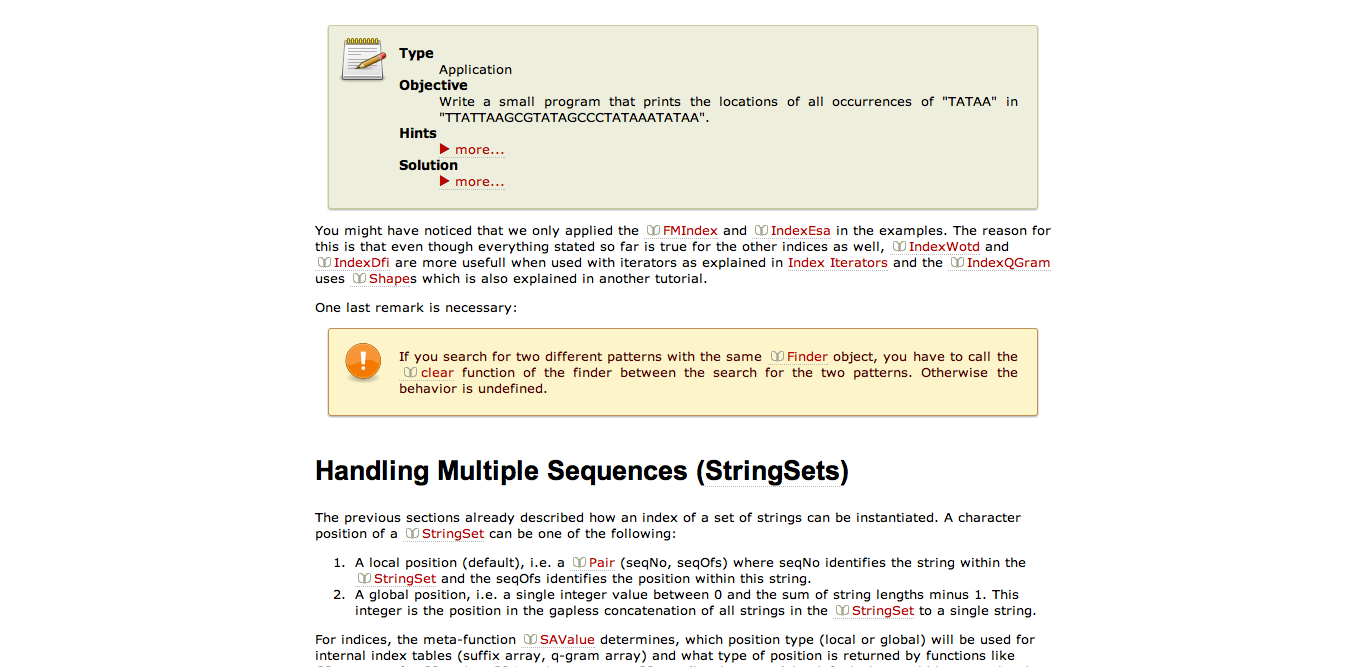 Type
Application
Objective
Write a small program that prints the locations of all occurrences of "TATAA" in
"TTATTAAGCGTATAGCCCTATAAATATAA".
Hints
▶ more...
Solution
▶ more...
You might have noticed that we only applied the FMIndex and IndexEsa in the examples. The reason for
this is that even though everything stated so far is true for the other indices as well, IndexWotd and
IndexDfi are more usefull when used with iterators as explained in Index Iterators and the IndexQGram
uses Shapes which is also explained in another tutorial.
One last remark is necessary:
If you search for two different patterns with the same Finder object, you have to call the
clear function of the finder between the search for the two patterns. Otherwise the
behavior is undefined.
Handling Multiple Sequences (StringSets)
The previous sections already described how an index of a set of strings can be instantiated. A character
position of a StringSet can be one of the following:
1. A local position (default), i.e. a Pair (seqNo, seqOfs) where seqNo identifies the string within the
StringSet and the seqOfs identifies the position within this string.
2. A global position, i.e. a single integer value between 0 and the sum of string lengths minus 1. This
integer is the position in the gapless concatenation of all strings in the StringSet to a single string.
For indices, the meta-function SAValue determines, which position type (local or global) will be used for
internal index tables (suffix array, q-gram array) and what type of position is returned by functions like